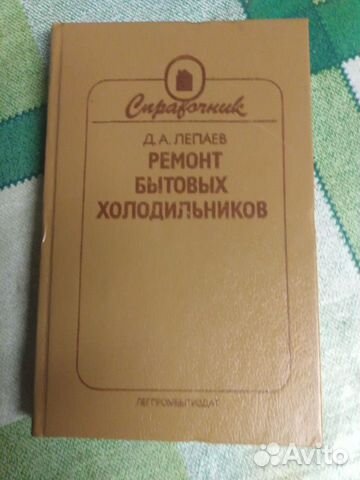 Справочник
Д.А. ЛЕПАЕВ
РЕМОНТ
БЫТОВЫХ
ХОЛОДИЛЬНИКОВ
ЛЕГПРОМБЫТИЗДАТ
Avito